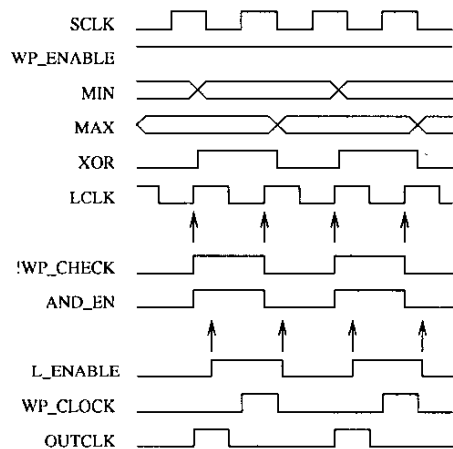 SCLK
WP_ENABLE
MIN
MAX
XOR
LCLK
!WP_CHECK
AND_EN
L_ENABLE
WP_CLOCK
OUTCLK